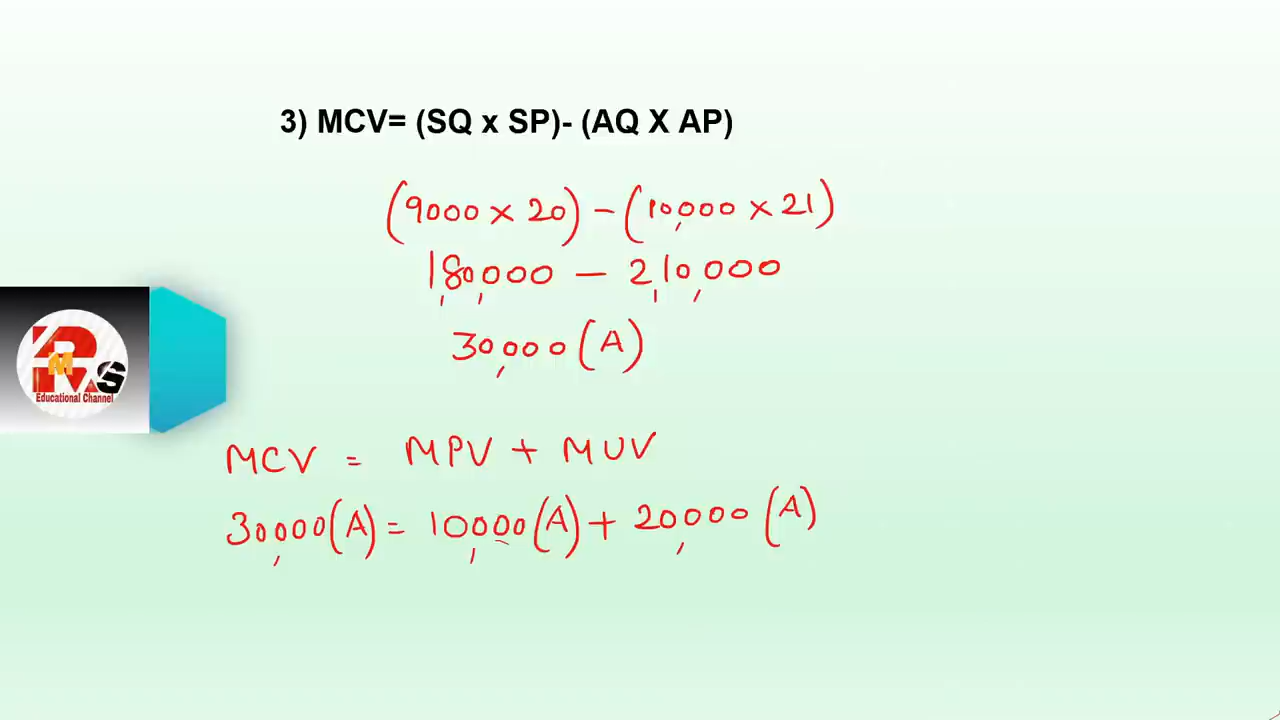 3) MCV= (SQ x SP)- (AQ X AP)
(9000 × 20) – (10,000 × 21)
1,80,000 – 2,10,000
30,000 (A)
Educational Channel
MCV = MPV + MUV
30,000 (A) = 10,000 (A) + 20,000 (A)